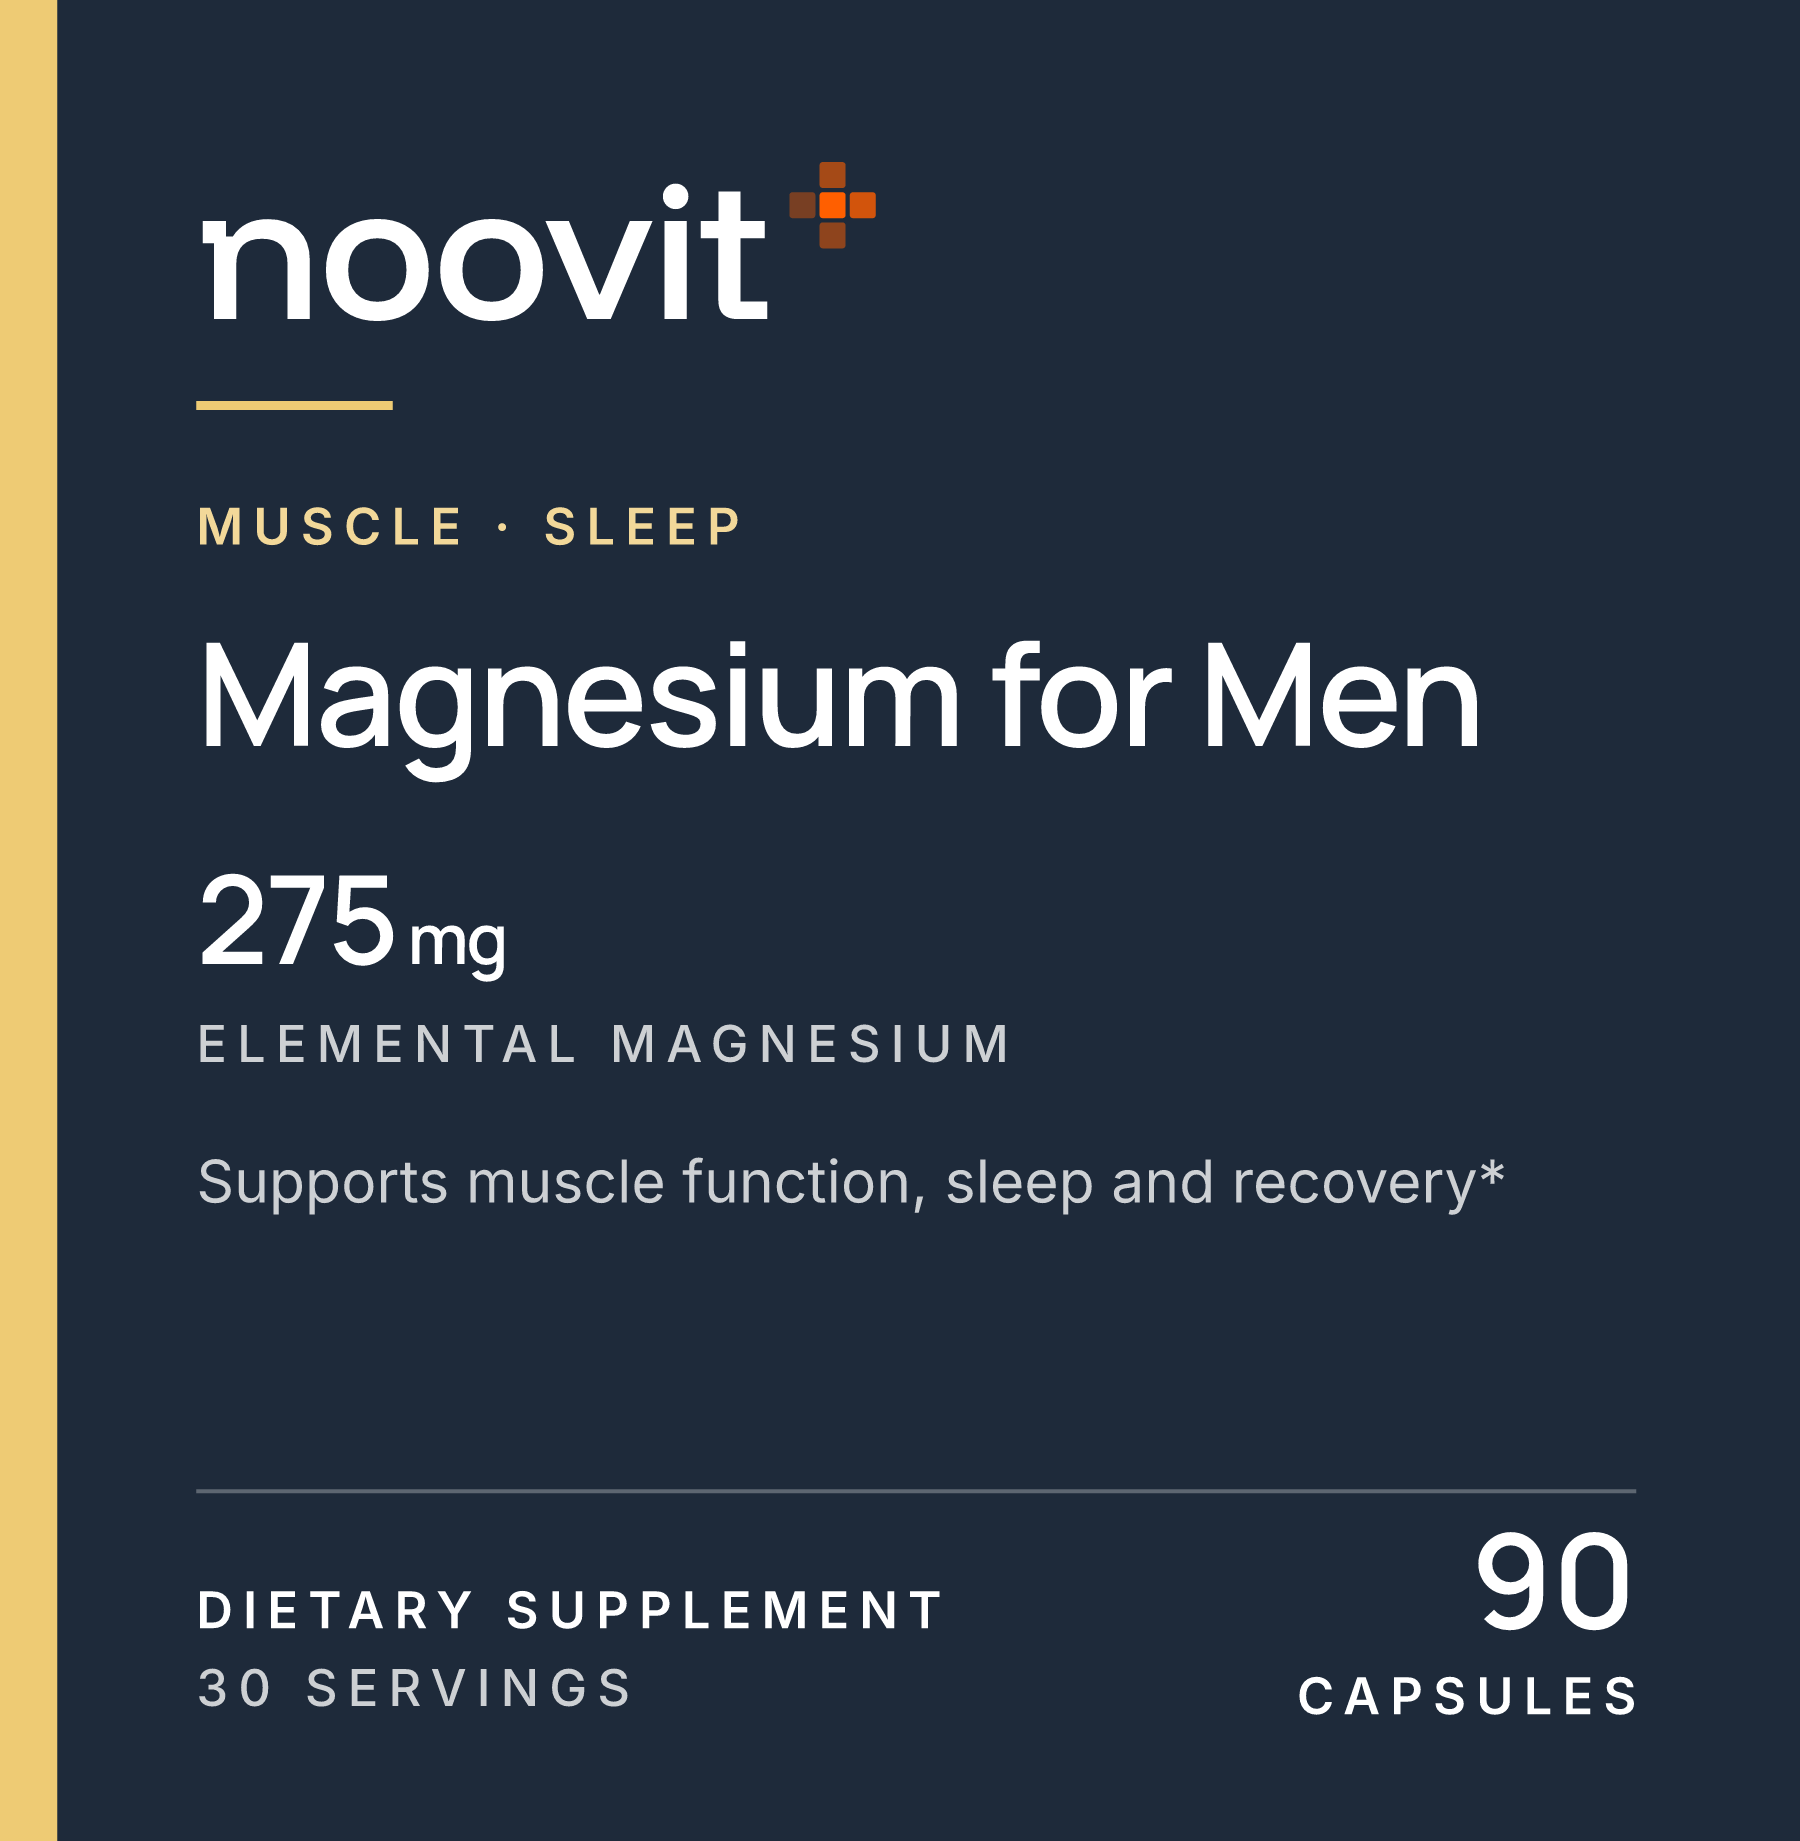 noovit
MUSCLE · SLEEP
Magnesium for Men
275 mg
ELEMENTAL MAGNESIUM
Supports muscle function, sleep and recovery*
DIETARY SUPPLEMENT
30 SERVINGS
90
CAPSULES